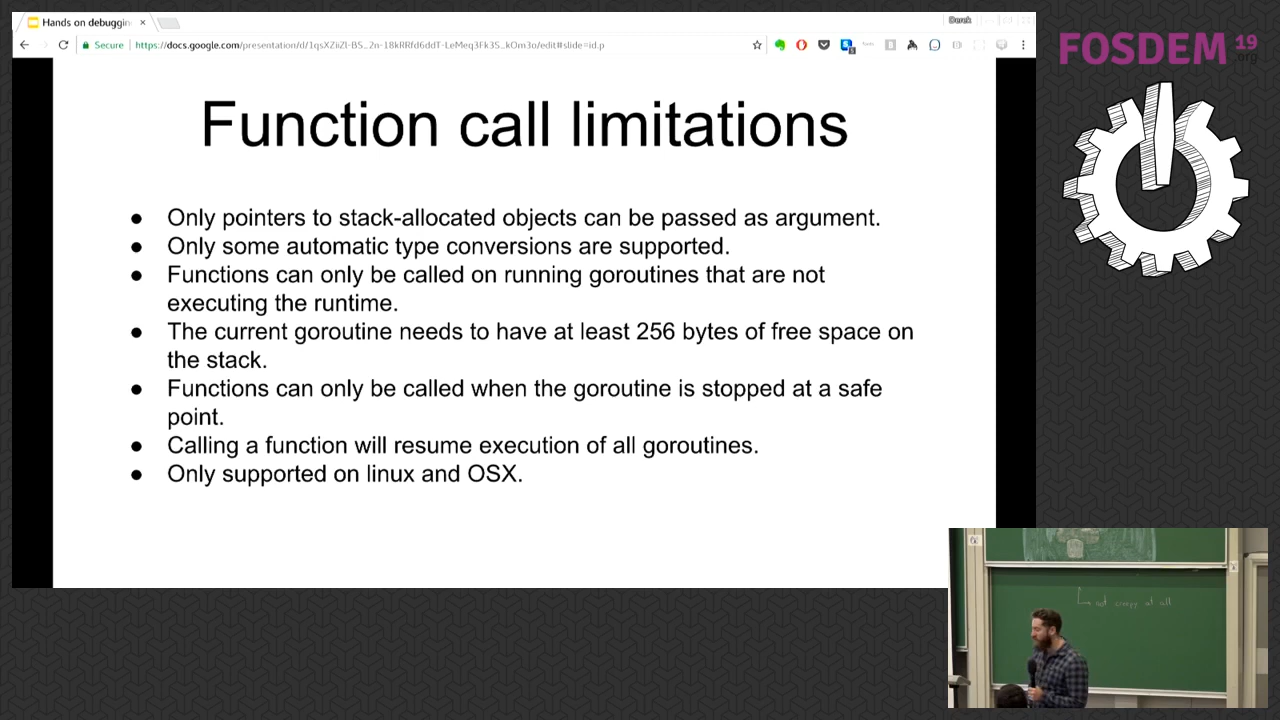 Hands on debuggin
Derek
Secure
https://docs.google.com/presentation/d/1qsXZiiZI-BS_2n-18kRRfd6ddT-LeMeq3Fk3S_kOm3o/edit#slide=id.p
FOSDEM 19
.org
Function call limitations
● Only pointers to stack-allocated objects can be passed as argument.
● Only some automatic type conversions are supported.
● Functions can only be called on running goroutines that are not
executing the runtime.
● The current goroutine needs to have at least 256 bytes of free space on
the stack.
● Functions can only be called when the goroutine is stopped at a safe
point.
● Calling a function will resume execution of all goroutines.
● Only supported on linux and OSX.
at all